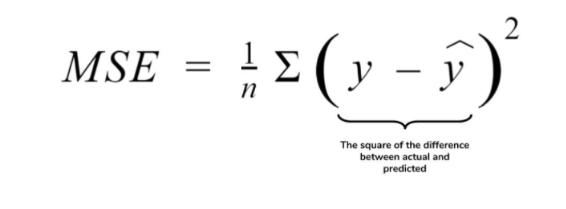 MSE = 1/n Σ (y − ŷ)²
The square of the difference
between actual and
predicted